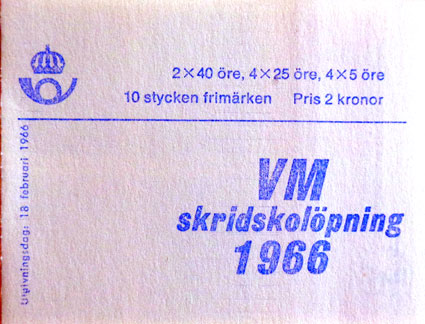 2×40 öre, 4×25 öre, 4×5 öre
10 stycken frimärken Pris 2 kronor
Utgivningsdag: 18 februari 1966
VM
skridskolöpning
1966